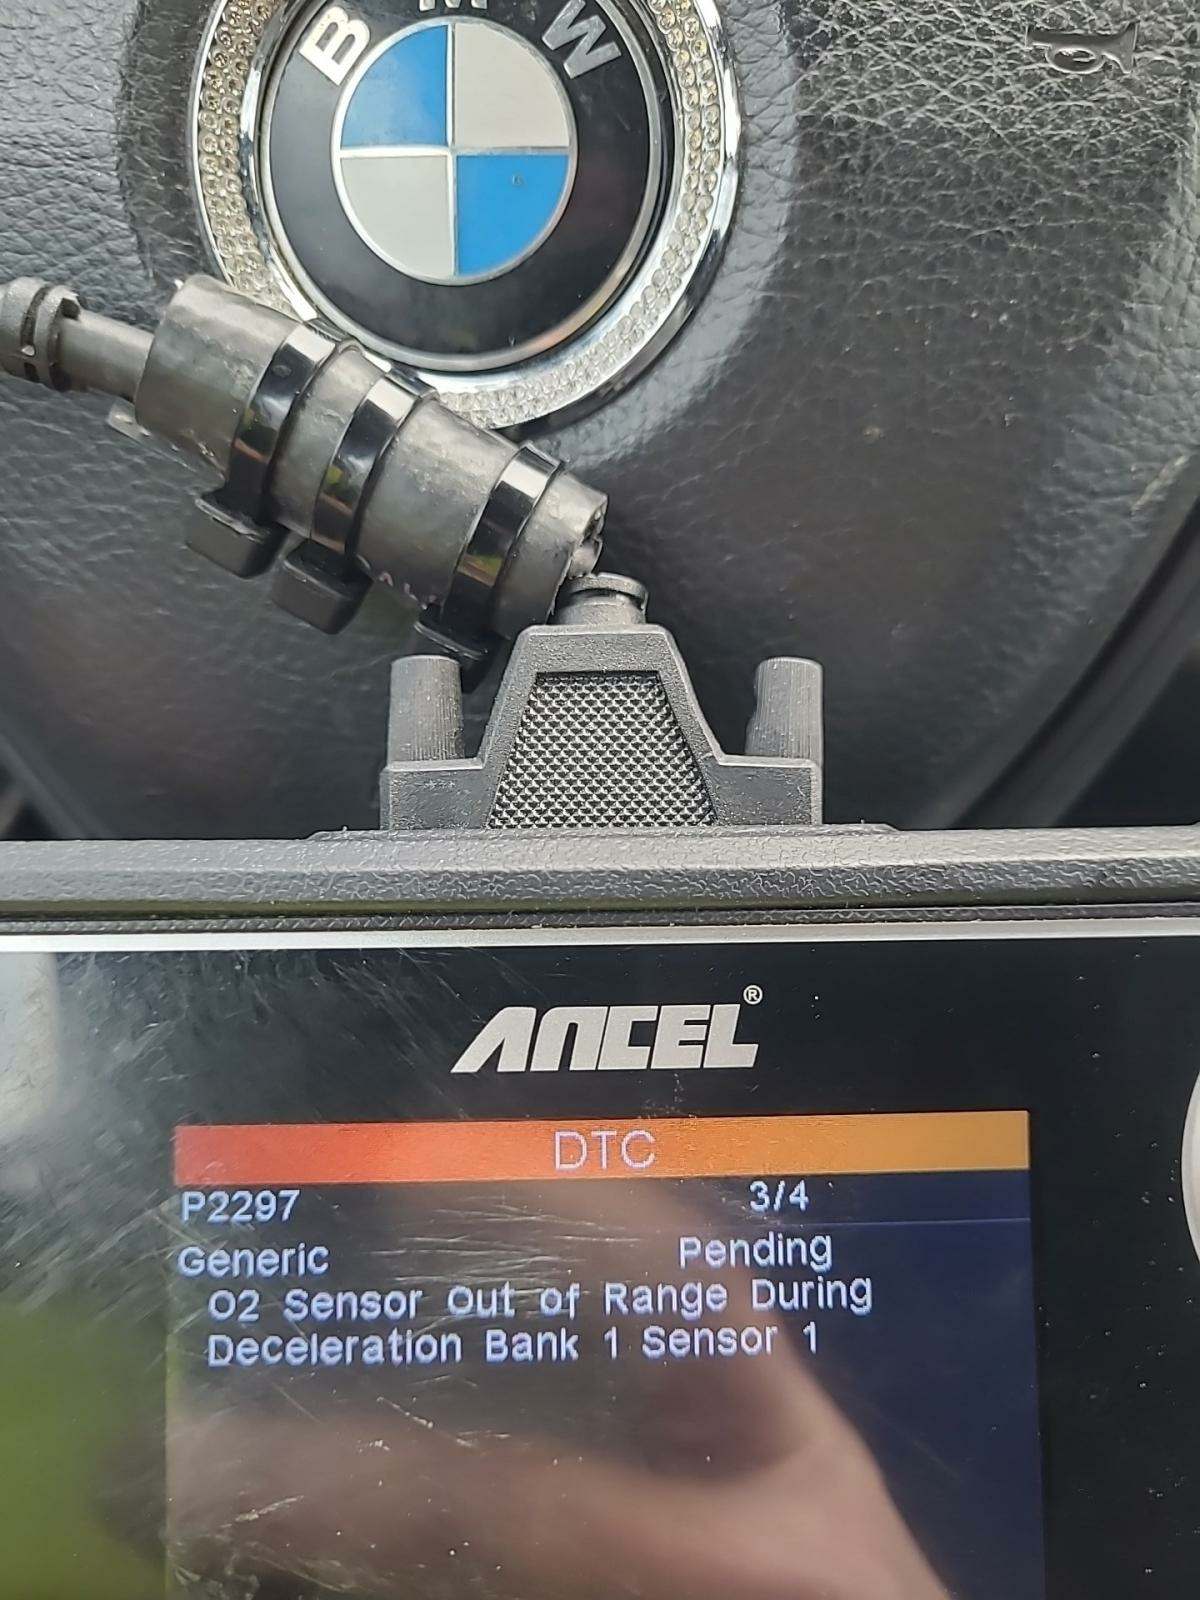 BMW
ANCEL®
DTC
P2297 3/4
Generic Pending
O2 Sensor Out of Range During
Deceleration Bank 1 Sensor 1